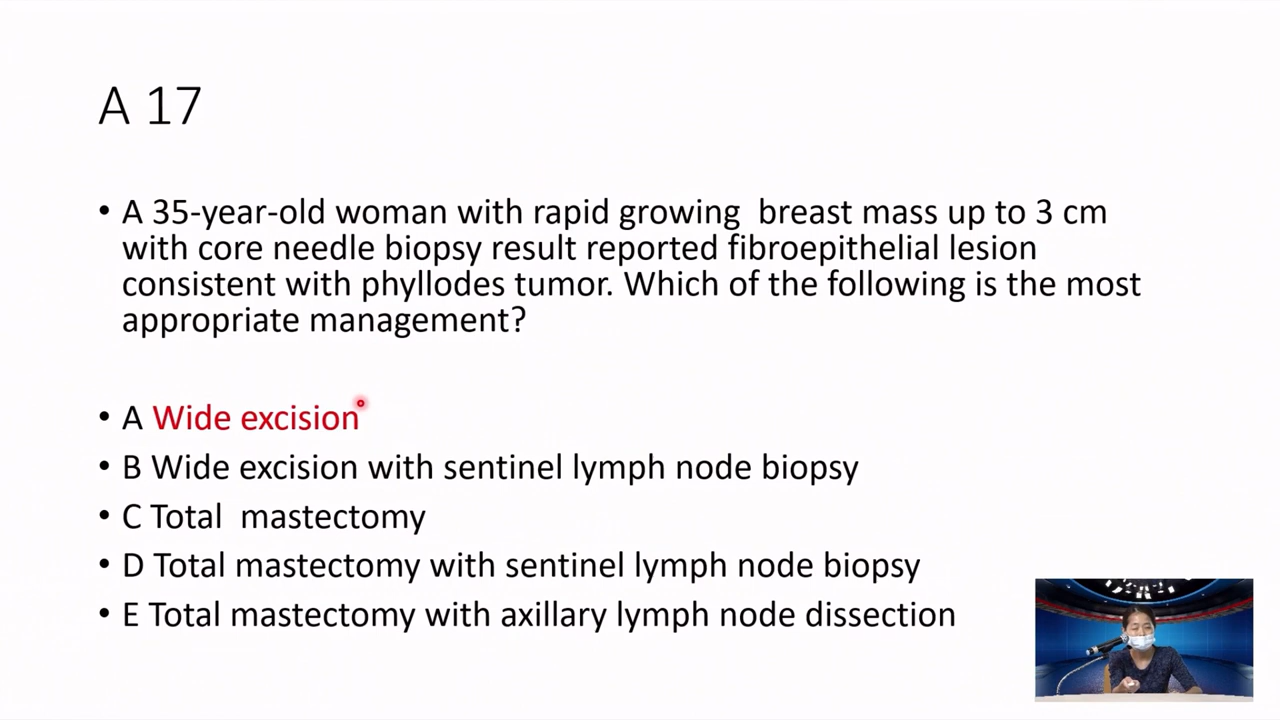 A 17
• A 35-year-old woman with rapid growing  breast mass up to 3 cm
with core needle biopsy result reported fibroepithelial lesion
consistent with phyllodes tumor. Which of the following is the most
appropriate management?
• A Wide excision
• B Wide excision with sentinel lymph node biopsy
• C Total  mastectomy
• D Total mastectomy with sentinel lymph node biopsy
• E Total mastectomy with axillary lymph node dissection